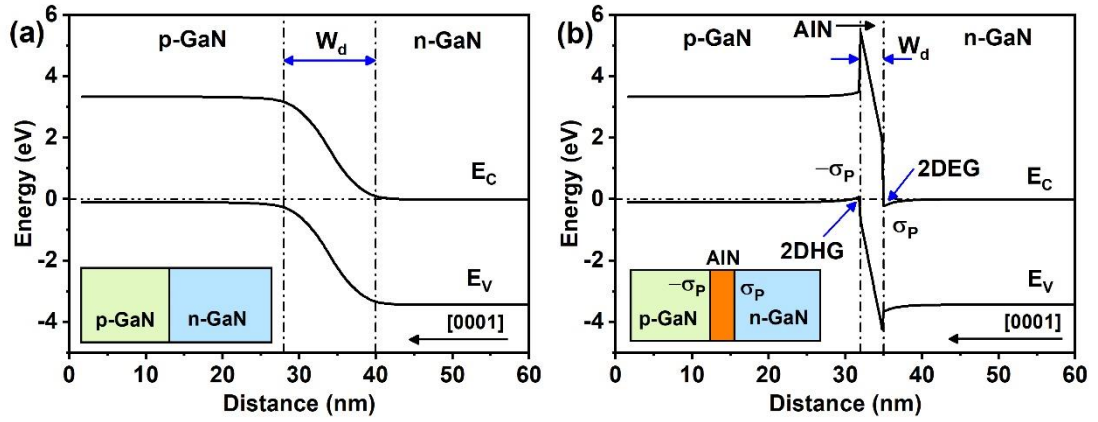 (a)
p-GaN
W_d
n-GaN
E_C
E_V
p-GaN
n-GaN
[0001]
Energy (eV)
6
4
2
0
-2
-4
0
10
20
30
40
50
60
Distance (nm)
(b)
p-GaN
AlN
W_d
n-GaN
−σ_P
2DEG
E_C
σ_P
2DHG
AlN
E_V
−σ_P
σ_P
p-GaN
n-GaN
[0001]
Energy (eV)
6
4
2
0
-2
-4
0
10
20
30
40
50
60
Distance (nm)